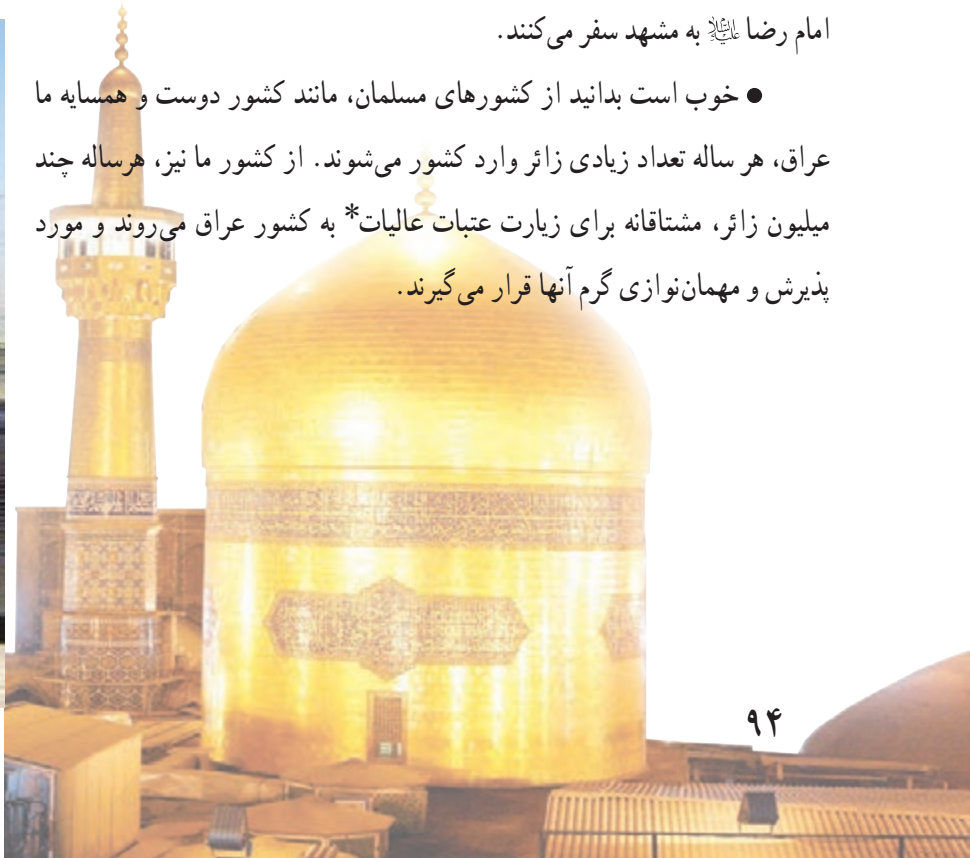 امام رضا علیه‌السلام به مشهد سفر می‌کنند.
● خوب است بدانید از کشورهای مسلمان، مانند کشور دوست و همسایه ما
عراق، هر ساله تعداد زیادی زائر وارد کشور می‌شوند. از کشور ما نیز، هرساله چند
میلیون زائر، مشتاقانه برای زیارت عتبات عالیات* به کشور عراق می‌روند و مورد
پذیرش و مهمان‌نوازی گرم آنها قرار می‌گیرند.
۹۴